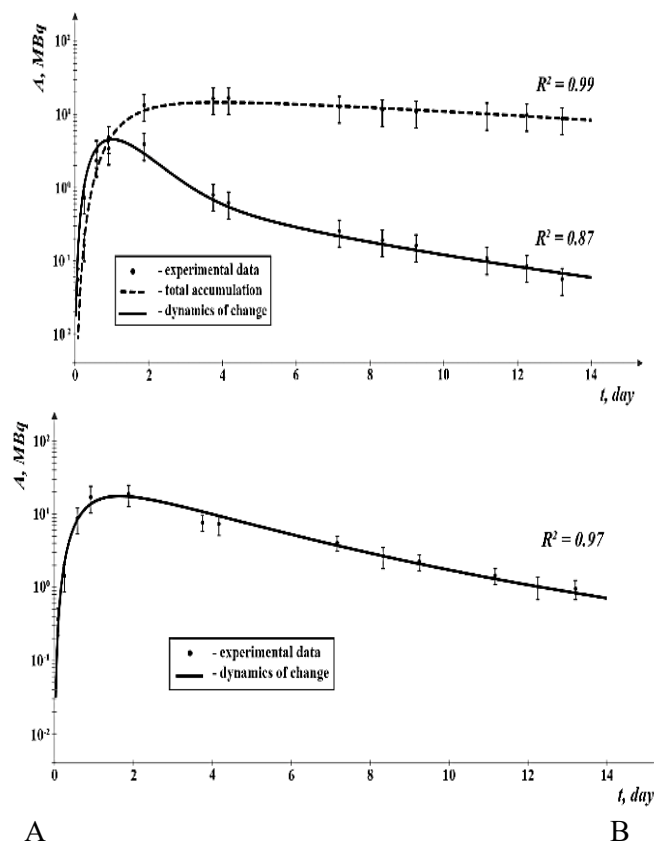 A, MBq
10²
10¹
10⁰
10⁻¹
10⁻²
R² = 0.99
R² = 0.87
- experimental data
- total accumulation
- dynamics of change
0 2 4 6 8 10 12 14
t, day
A, MBq
10²
10¹
10⁰
10⁻¹
10⁻²
R² = 0.97
- experimental data
- dynamics of change
0 2 4 6 8 10 12 14
t, day
A B